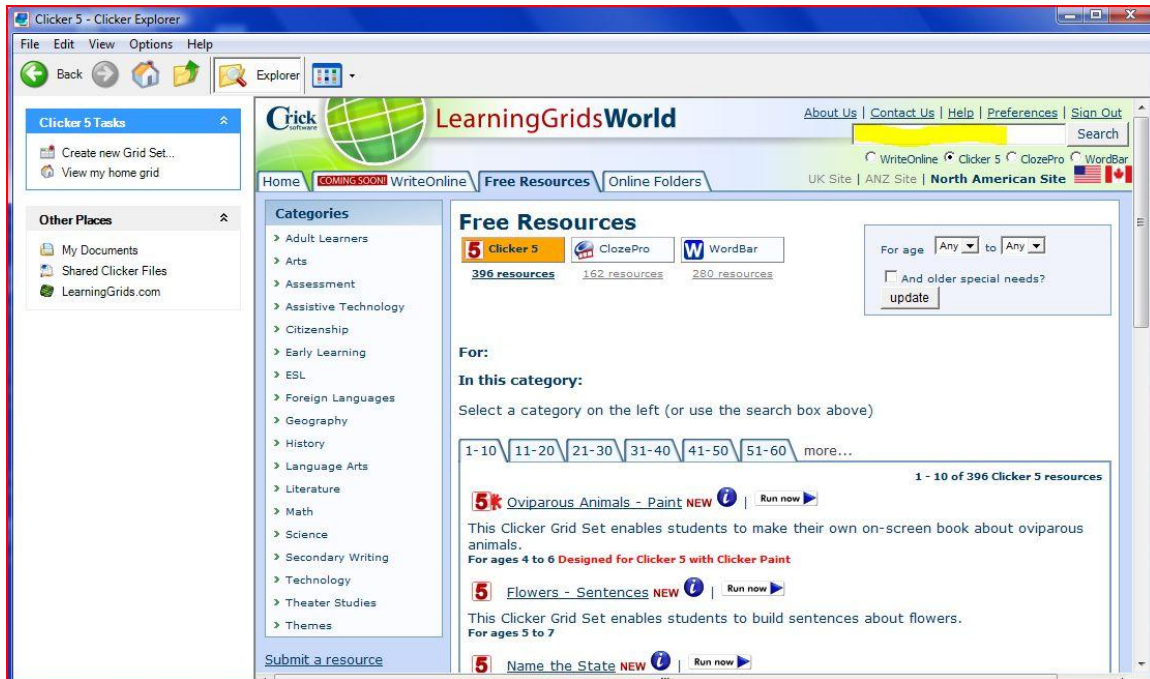 Clicker 5 - Clicker Explorer
File Edit View Options Help
Back Explorer
Clicker 5 Tasks
Create new Grid Set...
View my home grid
Other Places
My Documents
Shared Clicker Files
LearningGrids.com
Crick software
LearningGridsWorld
About Us | Contact Us | Help | Preferences | Sign Out
Search
WriteOnline Clicker 5 ClozePro WordBar
Home COMING SOON! WriteOnline Free Resources Online Folders
UK Site | ANZ Site | North American Site
Categories
Adult Learners
Arts
Assessment
Assistive Technology
Citizenship
Early Learning
ESL
Foreign Languages
Geography
History
Language Arts
Literature
Math
Science
Secondary Writing
Technology
Theater Studies
Themes
Submit a resource
Free Resources
5 Clicker 5 ClozePro W WordBar
396 resources 162 resources 280 resources
For age Any to Any
And older special needs?
update
For:
In this category:
Select a category on the left (or use the search box above)
1-10 11-20 21-30 31-40 41-50 51-60 more...
1 - 10 of 396 Clicker 5 resources
5 Oviparous Animals - Paint NEW i | Run now
This Clicker Grid Set enables students to make their own on-screen book about oviparous
animals.
For ages 4 to 6 Designed for Clicker 5 with Clicker Paint
5 Flowers - Sentences NEW i | Run now
This Clicker Grid Set enables students to build sentences about flowers.
For ages 5 to 7
5 Name the State NEW i | Run now